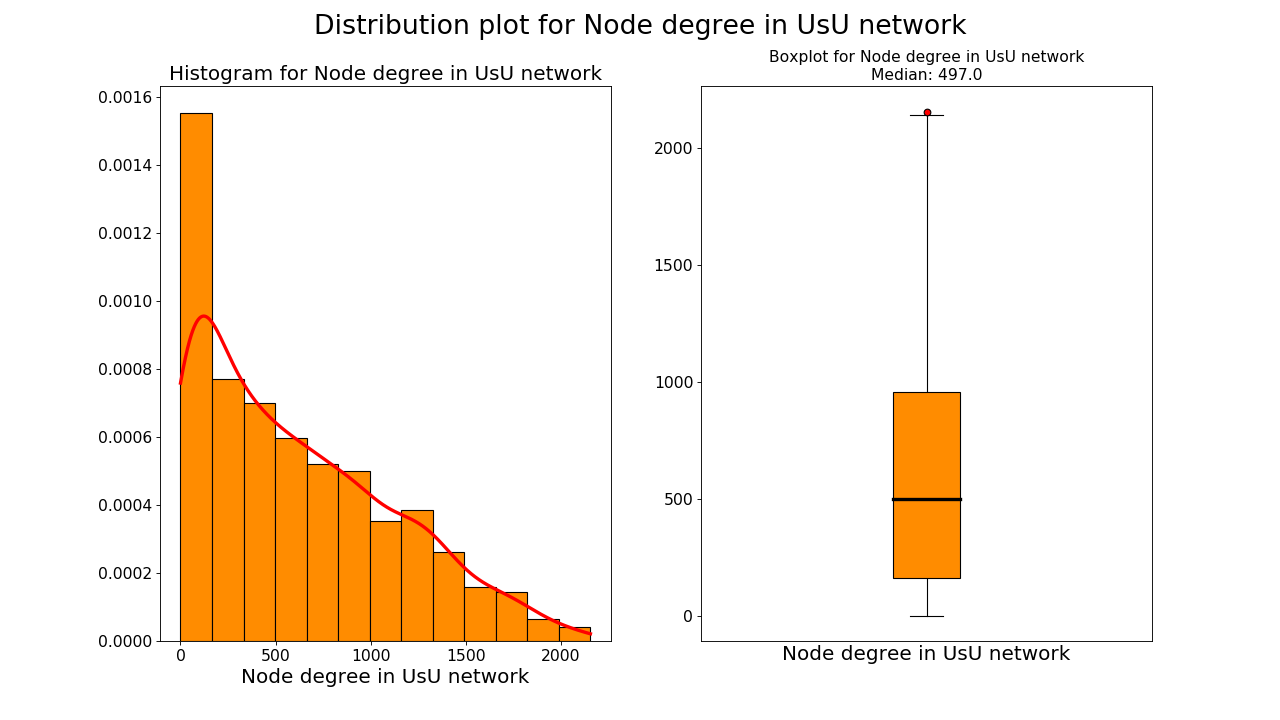 Distribution plot for Node degree in UsU network
Histogram for Node degree in UsU network
0.0016
0.0014
0.0012
0.0010
0.0008
0.0006
0.0004
0.0002
0.0000
0 500 1000 1500 2000
Node degree in UsU network
Boxplot for Node degree in UsU network
Median: 497.0
2000
1500
1000
500
0
Node degree in UsU network